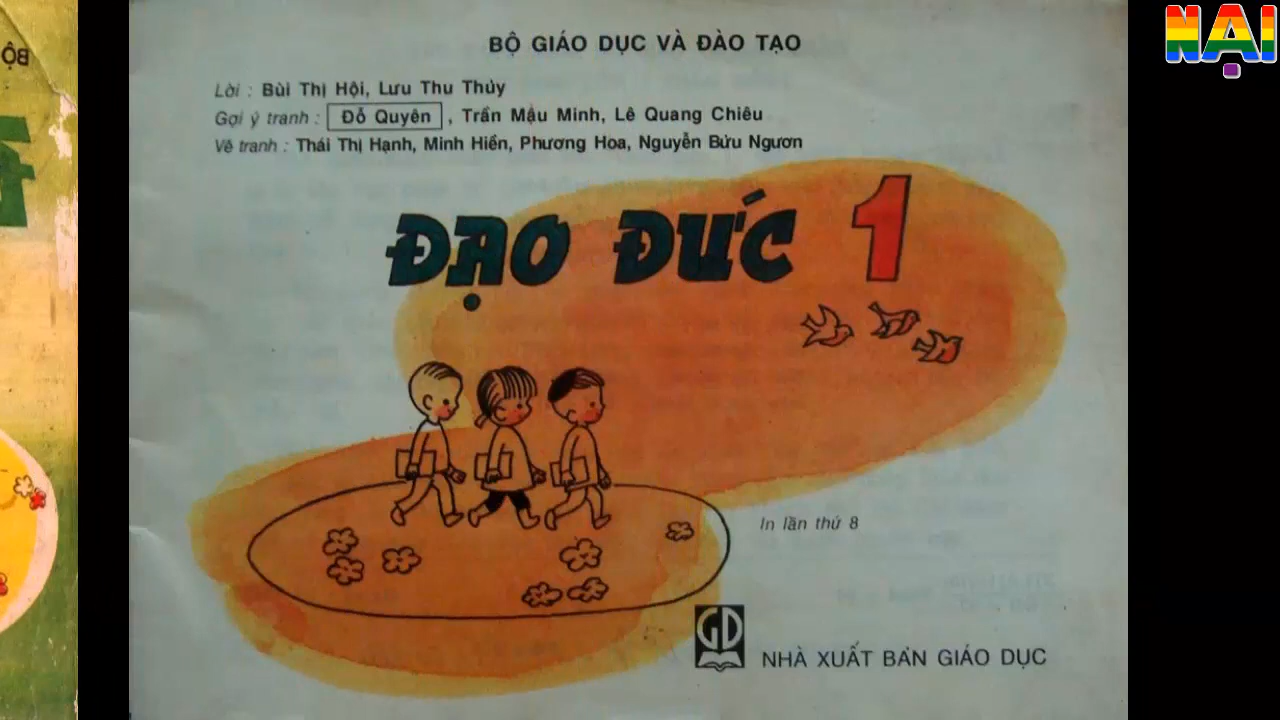 NẠI
BỘ
BỘ GIÁO DỤC VÀ ĐÀO TẠO
Lời : Bùi Thị Hội, Lưu Thu Thủy
Gợi ý tranh : Đỗ Quyên , Trần Mậu Minh, Lê Quang Chiêu
Vẽ tranh : Thái Thị Hạnh, Minh Hiền, Phương Hoa, Nguyễn Bửu Ngươn
ĐẠO ĐỨC 1
In lần thứ 8
GD
NHÀ XUẤT BẢN GIÁO DỤC